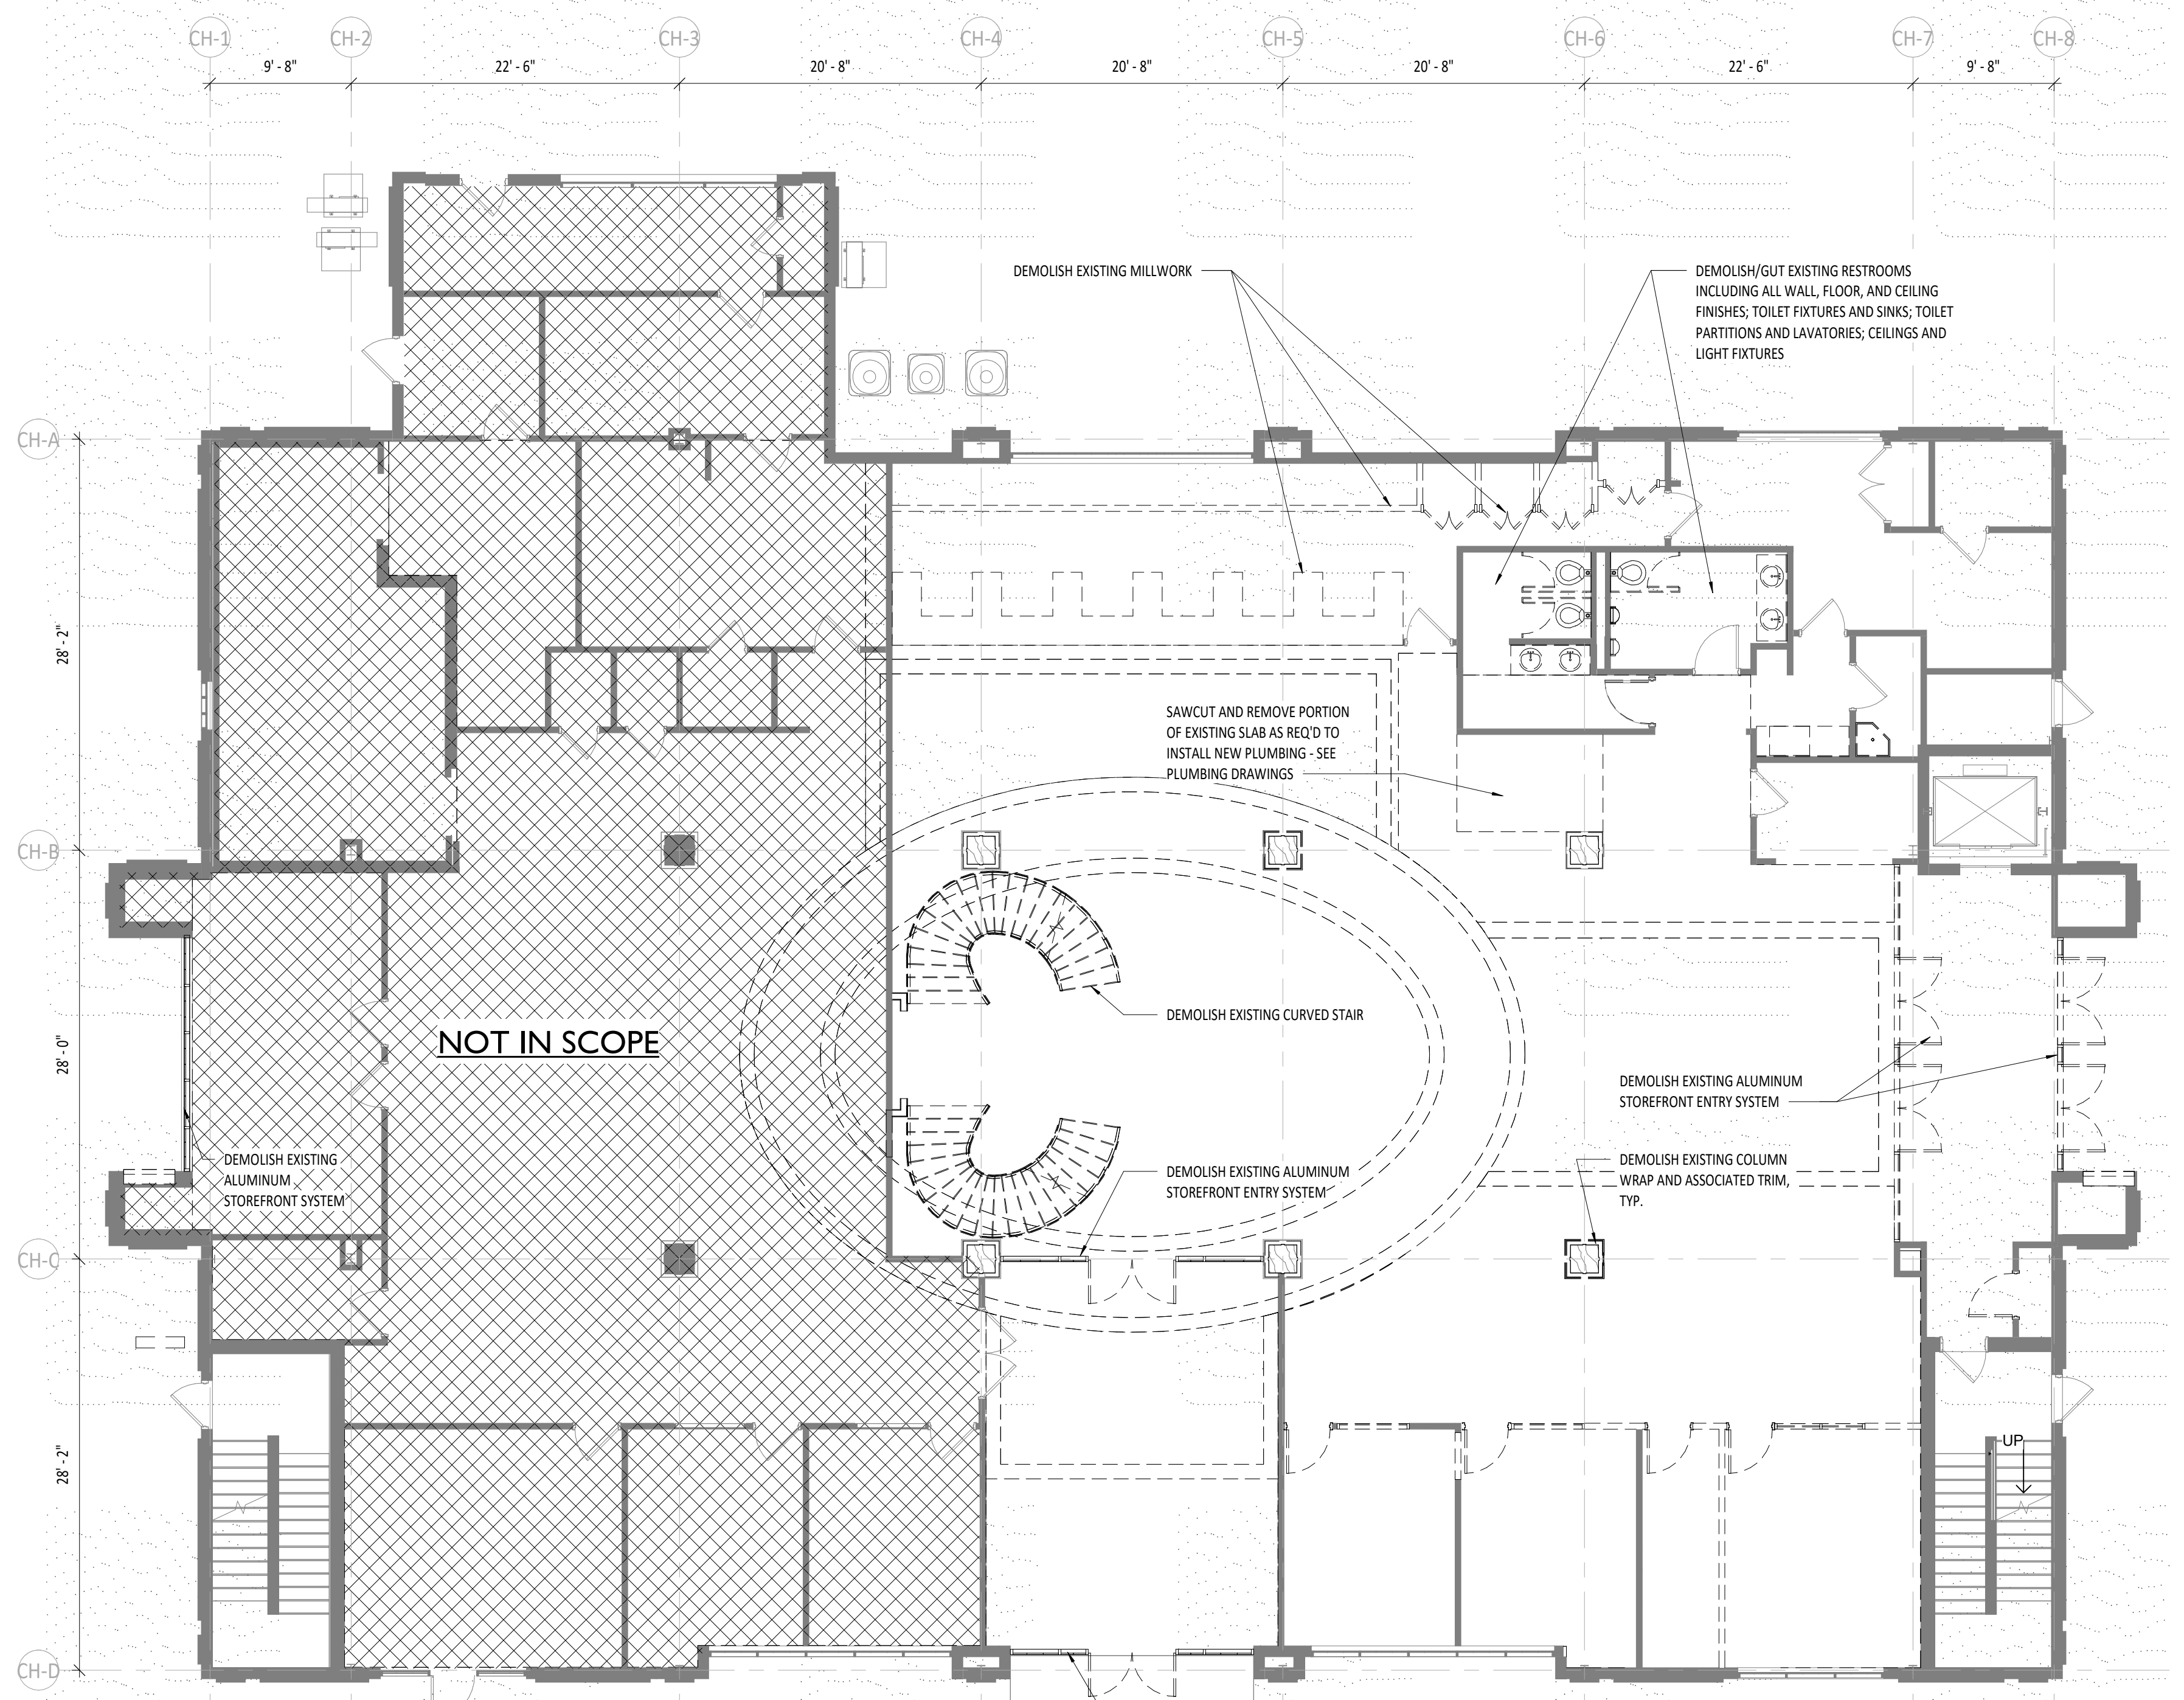 CH-1 CH-2 CH-3 CH-4 CH-5 CH-6 CH-7 CH-8
9' - 8" 22' - 6" 20' - 8" 20' - 8" 20' - 8" 22' - 6" 9' - 8"
DEMOLISH EXISTING MILLWORK
DEMOLISH/GUT EXISTING RESTROOMS
INCLUDING ALL WALL, FLOOR, AND CEILING
FINISHES; TOILET FIXTURES AND SINKS; TOILET
PARTITIONS AND LAVATORIES; CEILINGS AND
LIGHT FIXTURES
CH-A
28' - 2"
SAWCUT AND REMOVE PORTION
OF EXISTING SLAB AS REQ'D TO
INSTALL NEW PLUMBING - SEE
PLUMBING DRAWINGS
CH-B
28' - 0"
NOT IN SCOPE
DEMOLISH EXISTING CURVED STAIR
DEMOLISH EXISTING ALUMINUM
STOREFRONT ENTRY SYSTEM
DEMOLISH EXISTING
ALUMINUM
STOREFRONT SYSTEM
DEMOLISH EXISTING ALUMINUM
STOREFRONT ENTRY SYSTEM
DEMOLISH EXISTING COLUMN
WRAP AND ASSOCIATED TRIM,
TYP.
CH-C
28' - 2"
UP
CH-D